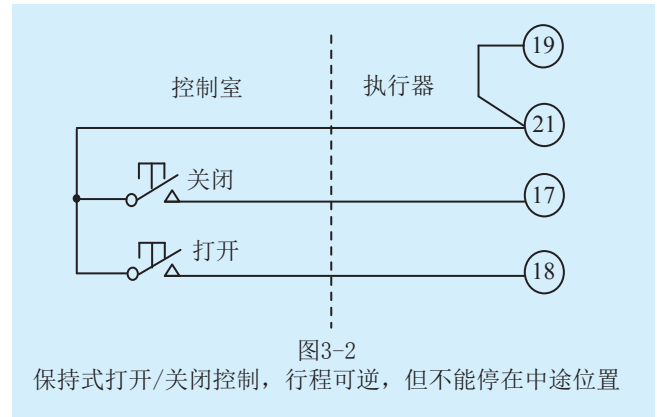 19
控制室 执行器
21
关闭
17
打开
18
图3-2
保持式打开/关闭控制，行程可逆，但不能停在中途位置